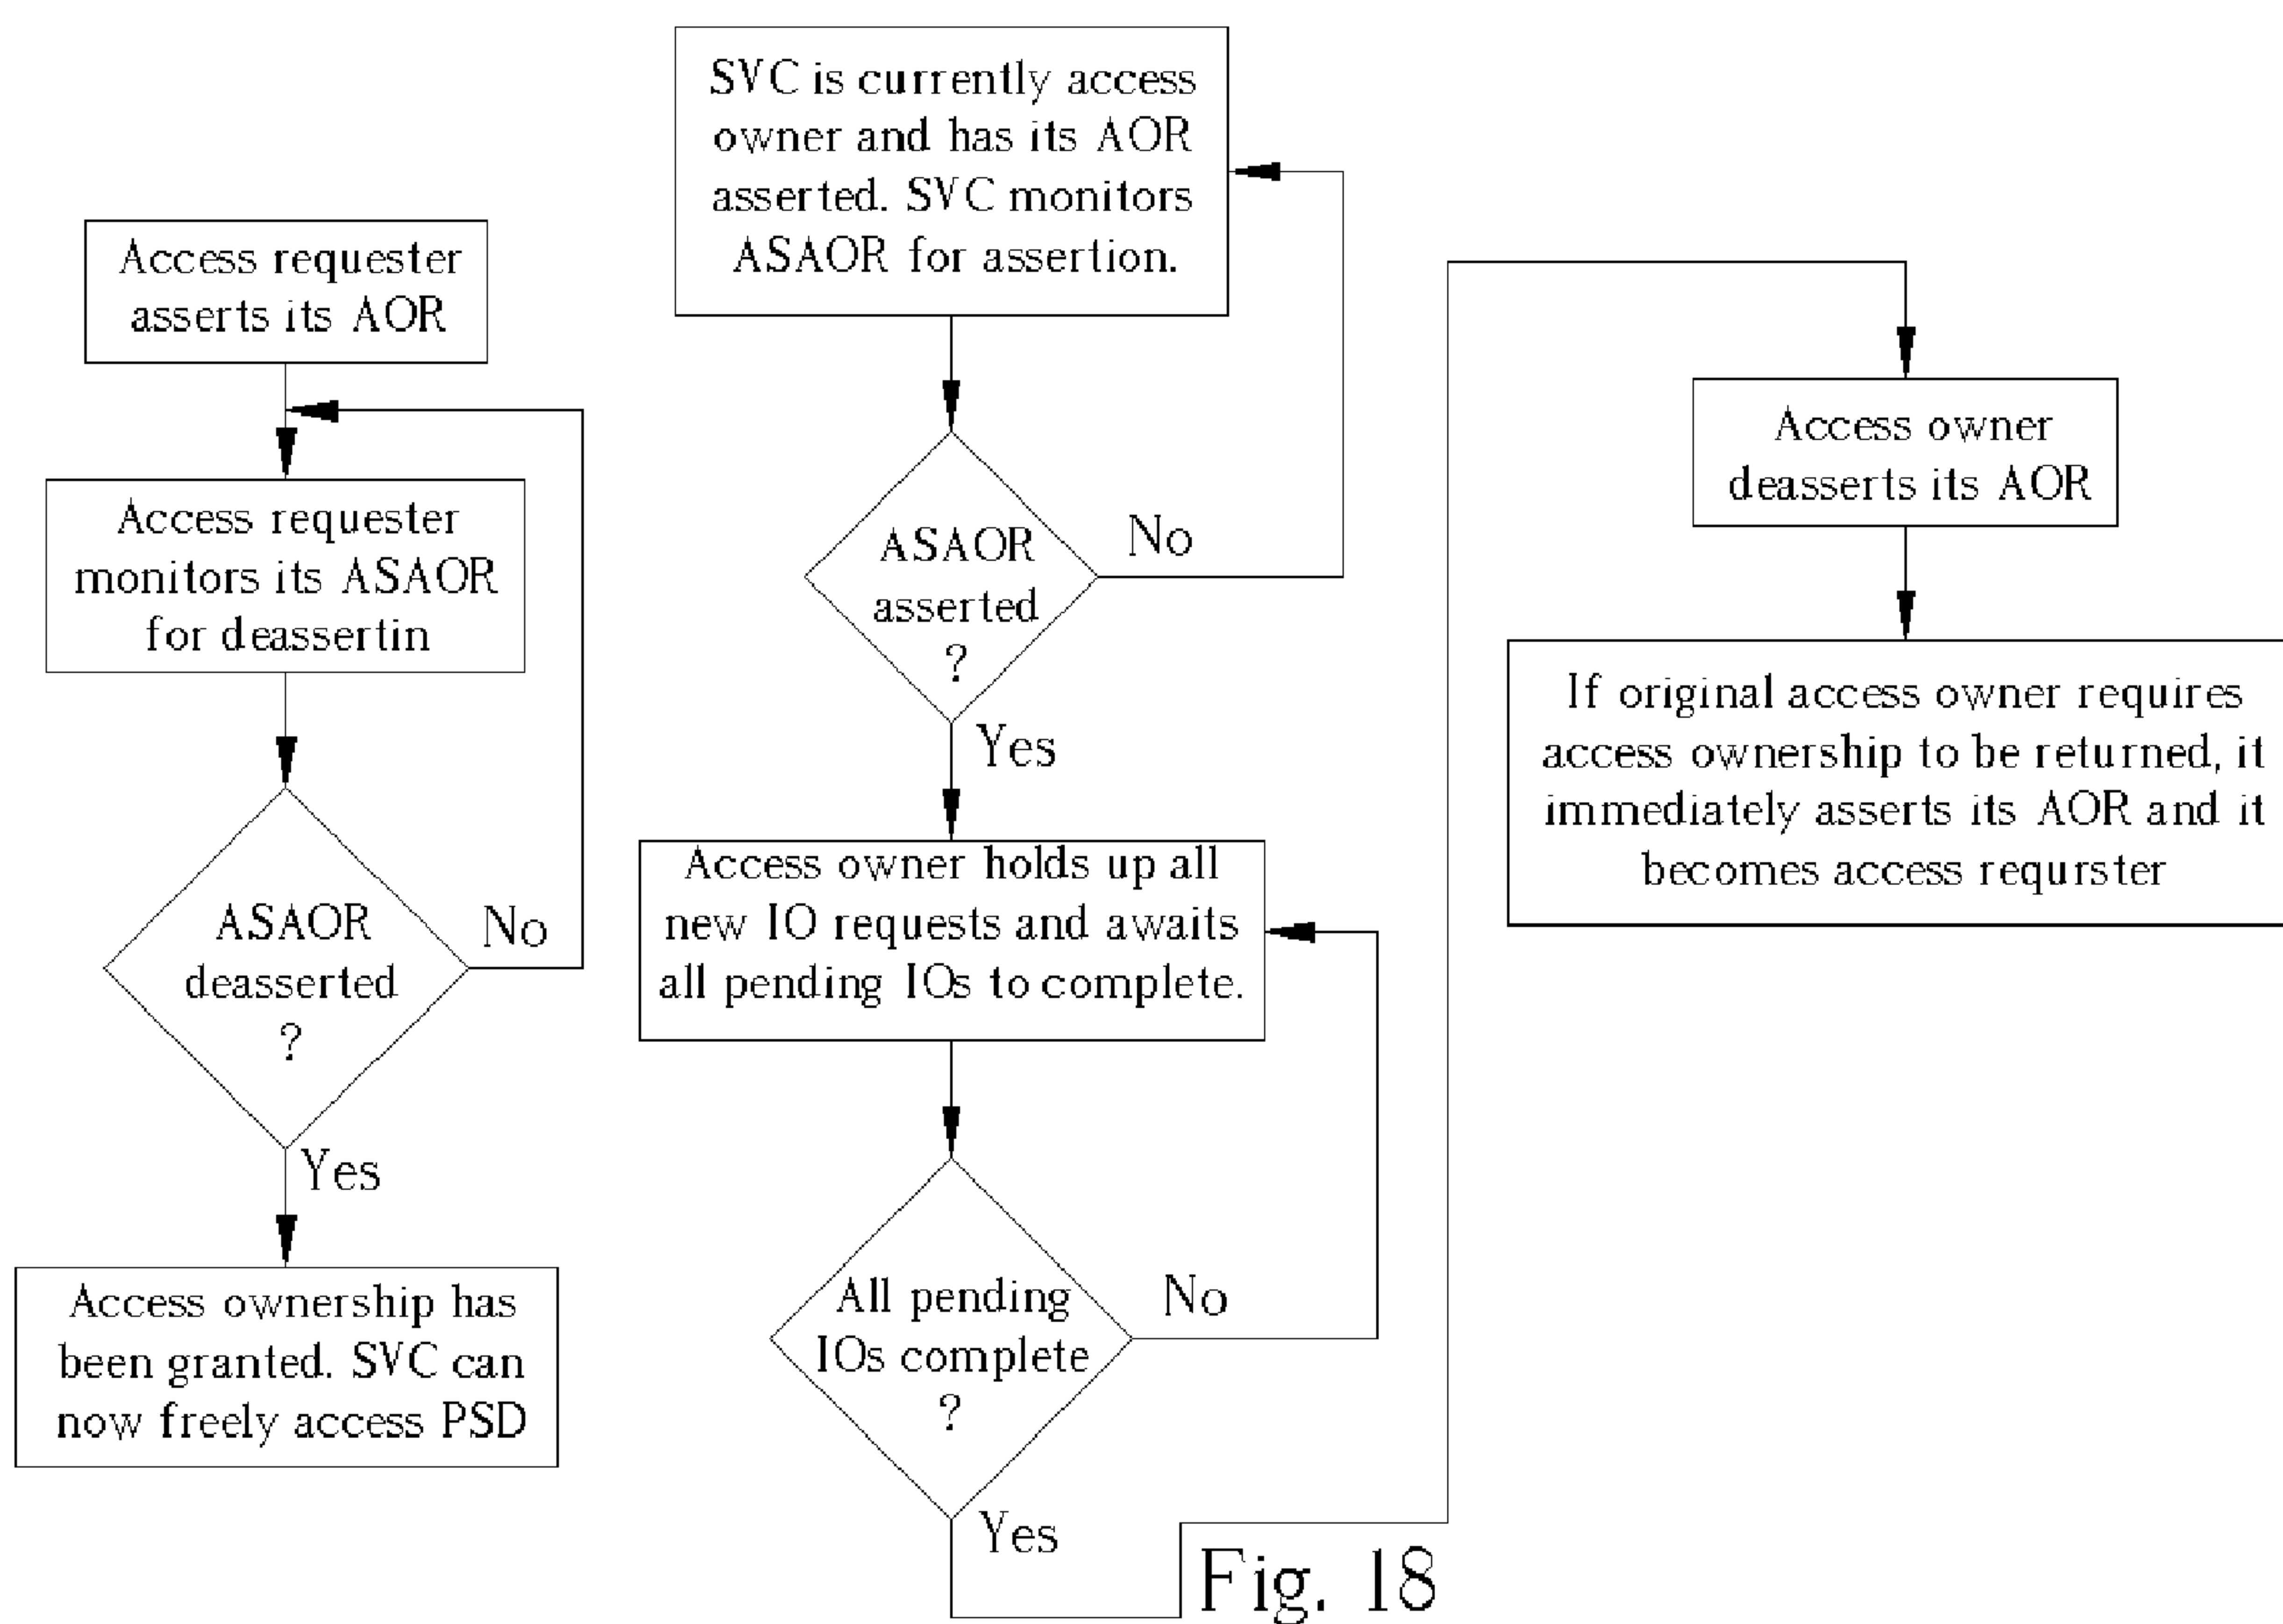 Access requester
asserts its AOR
Access requester
monitors its ASAOR
for deassertin
ASAOR
deasserted
?
No
Yes
Access ownership has
been granted. SVC can
now freely access PSD
SVC is currently access
owner and has its AOR
asserted. SVC monitors
ASAOR for assertion.
ASAOR
asserted
?
No
Yes
Access owner holds up all
new IO requests and awaits
all pending IOs to complete.
All pending
IOs complete
?
No
Yes
Access owner
deasserts its AOR
If original access owner requires
access ownership to be returned, it
immediately asserts its AOR and it
becomes access requrster
Fig. 18